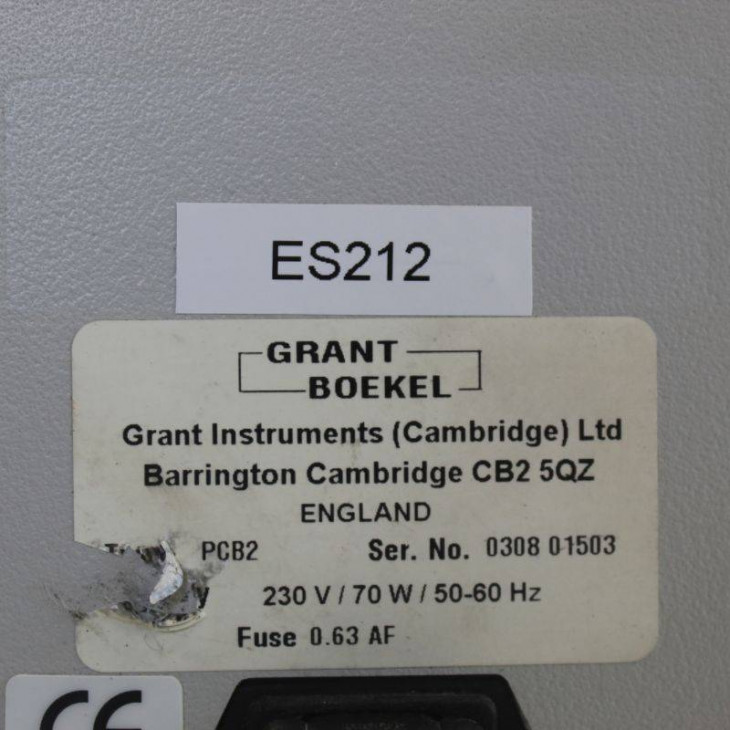 ES212
GRANT
BOEKEL
Grant Instruments (Cambridge) Ltd
Barrington Cambridge CB2 5QZ
ENGLAND
PCB2 Ser. No. 0308 01503
230 V / 70 W / 50-60 Hz
Fuse 0.63 AF
CE